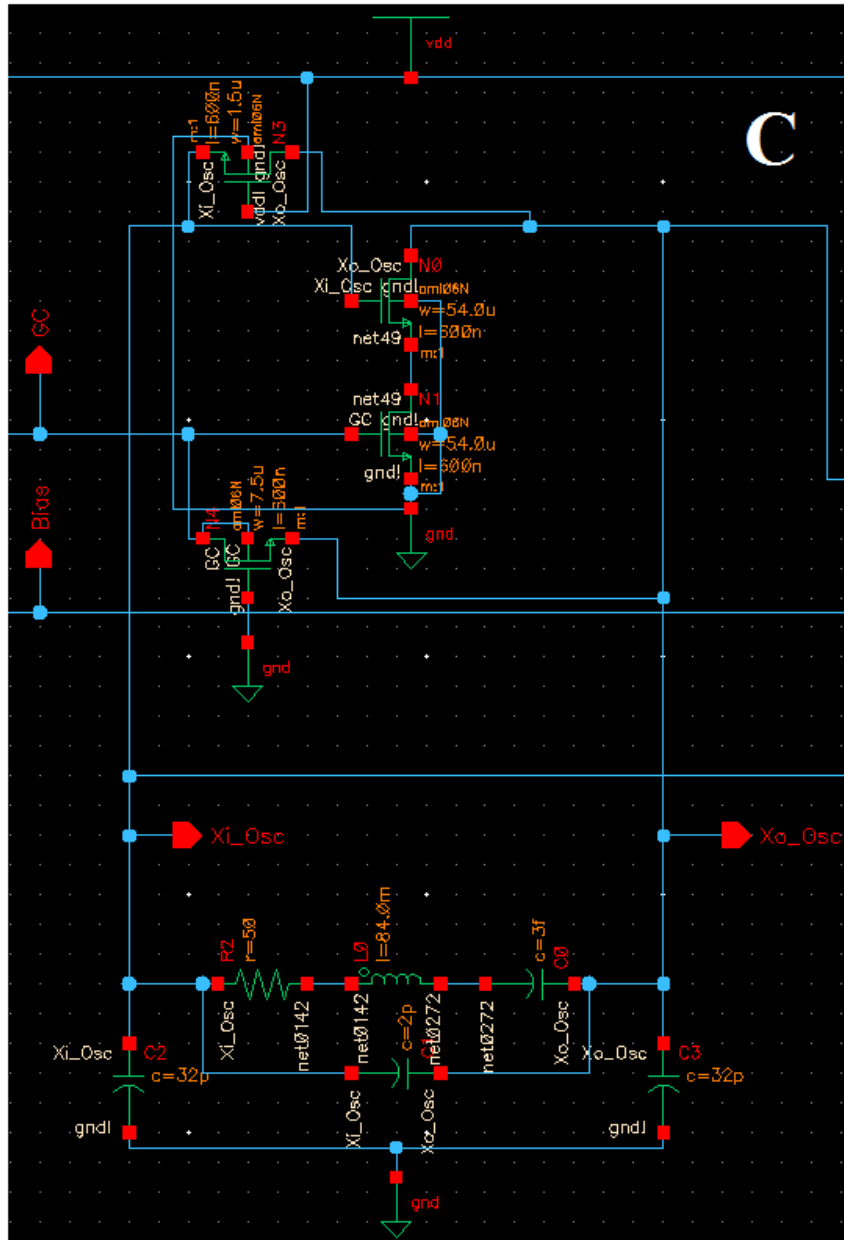 vdd
C
m:1
l=600n
w=1.5u
ami06N
N3
Xi_Osc
vdd!
gnd!
Xo_Osc
Xo_Osc
N0
Xi_Osc gnd!
ami06N
w=54.0u
l=600n
net49
m:1
GC
net49
N1
GC gnd!
ami06N
w=54.0u
l=600n
gnd!
m:1
gnd
Bias
N4
ami06N
w=7.5u
l=600n
m:1
GC
GC
gnd!
Xo_Osc
gnd
Xi_Osc
Xo_Osc
R2
r=50
L0
l=84.0m
c=3f
C0
Xi_Osc
net0142
net0142
c=2p
net0272
net0272
Xo_Osc
Xi_Osc
C2
c=32p
gnd!
Xi_Osc
Xo_Osc
Xo_Osc
C3
c=32p
gnd!
gnd